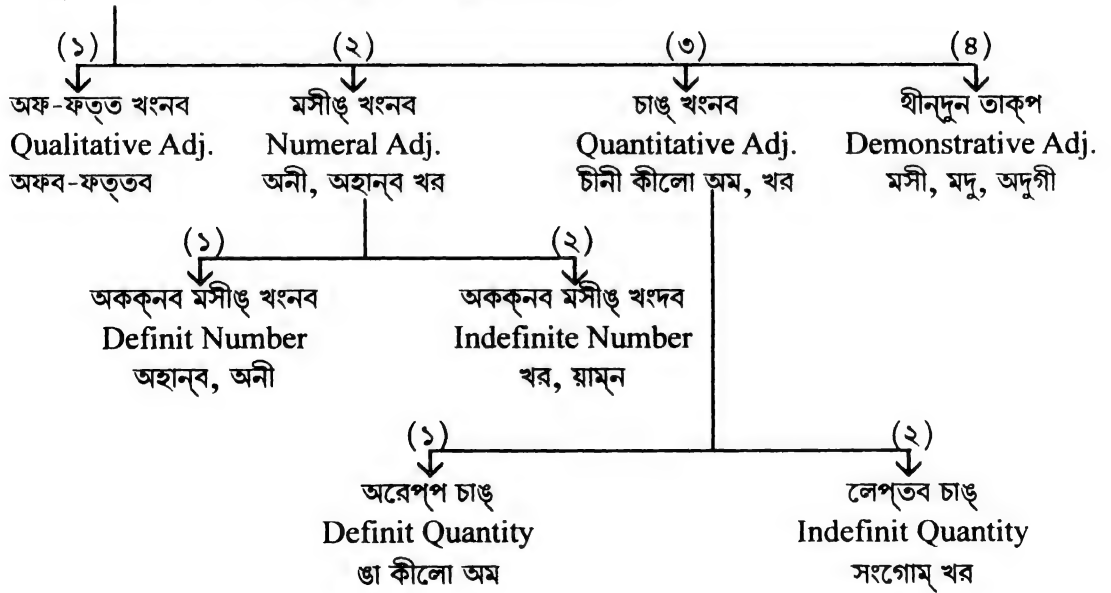 (১) (২) (৩) (৪)
অফ-ফত্ত খংনব মসীঙ্ খংনব চাঙ্ খংনব থীন্দুন তাক্প
Qualitative Adj. Numeral Adj. Quantitative Adj. Demonstrative Adj.
অফব-ফত্তব অনী, অহান্ব খর চীনী কীলো অম, খর মসী, মদু, অদুগী
(১) (২)
অকক্নব মসীঙ্ খংনব অকক্নব মসীঙ্ খংদব
Definit Number Indefinite Number
অহান্ব, অনী খর, য়াম্ন
(১) (২)
অরেপ্প চাঙ্ লেপ্তব চাঙ্
Definit Quantity Indefinit Quantity
ঙা কীলো অম সংগোম্ খর